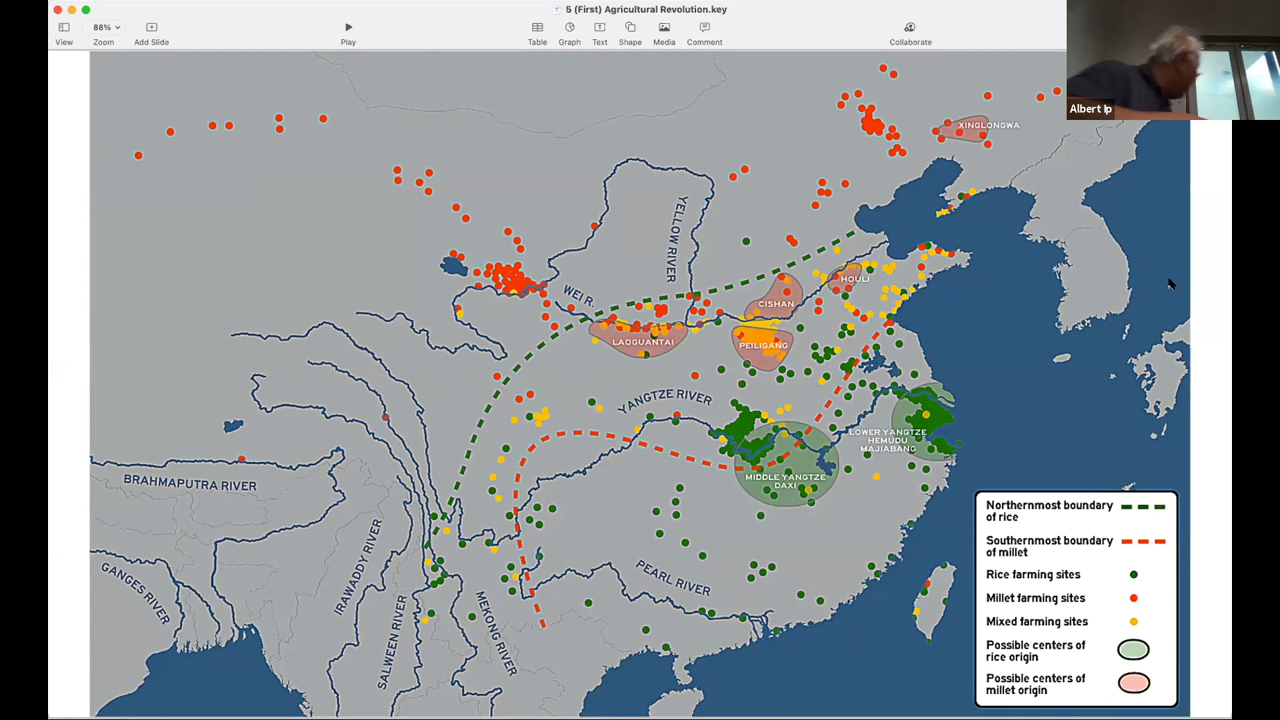 5 (First) Agricultural Revolution.key
88%
View
Zoom
Add Slide
Play
Table
Graph
Text
Shape
Media
Comment
Collaborate
Albert Ip
XINGLONGWA
YELLOW RIVER
WEI R.
HOULI
CISHAN
LAOGUANTAI
PEILIGANG
YANGTZE RIVER
LOWER YANGTZE
HEMUDU
MAJIABANG
MIDDLE YANGTZE
DAXI
BRAHMAPUTRA RIVER
GANGES RIVER
IRAWADDY RIVER
SALWEEN RIVER
MEKONG RIVER
PEARL RIVER
Northernmost boundary
of rice
Southernmost boundary
of millet
Rice farming sites
Millet farming sites
Mixed farming sites
Possible centers of
rice origin
Possible centers of
millet origin